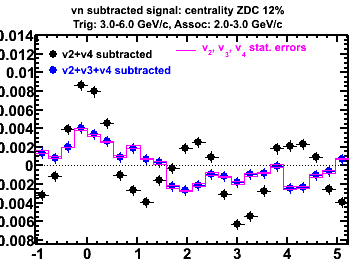 vn subtracted signal: centrality ZDC 12%
Trig: 3.0-6.0 GeV/c, Assoc: 2.0-3.0 GeV/c
0.014
0.012
0.01
0.008
0.006
0.004
0.002
0
0.002
0.004
0.006
0.008
v2+v4 subtracted
v2+v3+v4 subtracted
v2, v3, v4 stat. errors
-1 0 1 2 3 4 5